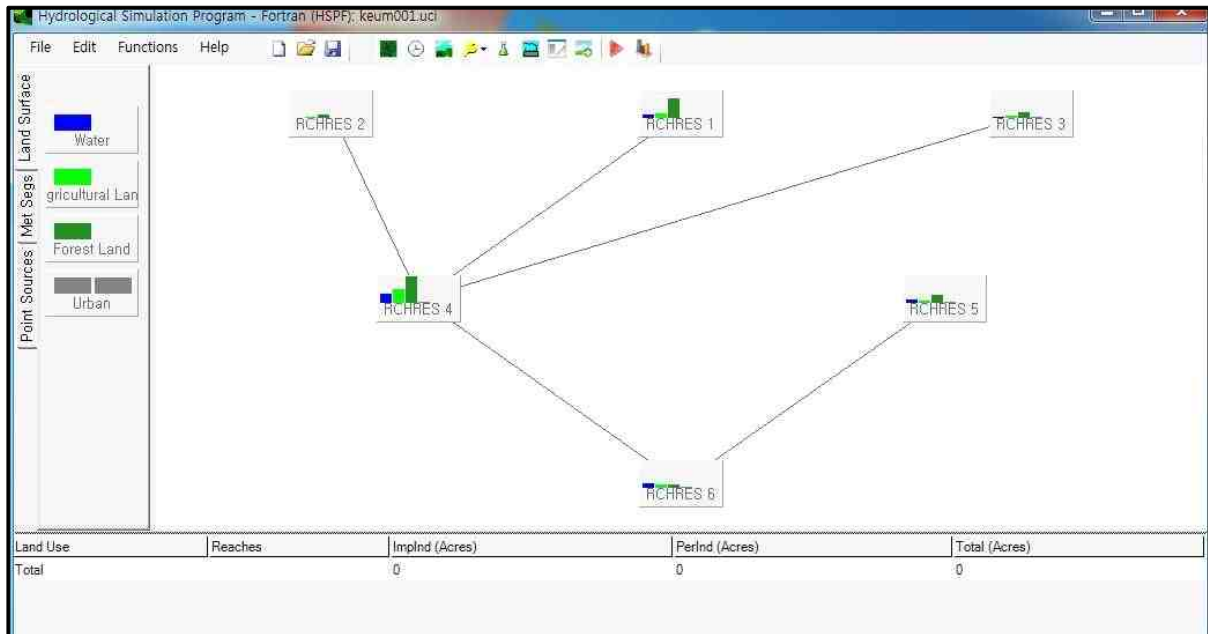 Hydrological Simulation Program - Fortran (HSPF): keum001.uci
File Edit Functions Help
Land Surface
Met Segs
Point Sources
Water
gricultural Lan
Forest Land
Urban
RCHRES 2
RCHRES 1
RCHRES 3
RCHRES 4
RCHRES 5
RCHRES 6
Land Use Reaches ImpInd (Acres) PerInd (Acres) Total (Acres)
Total 0 0 0